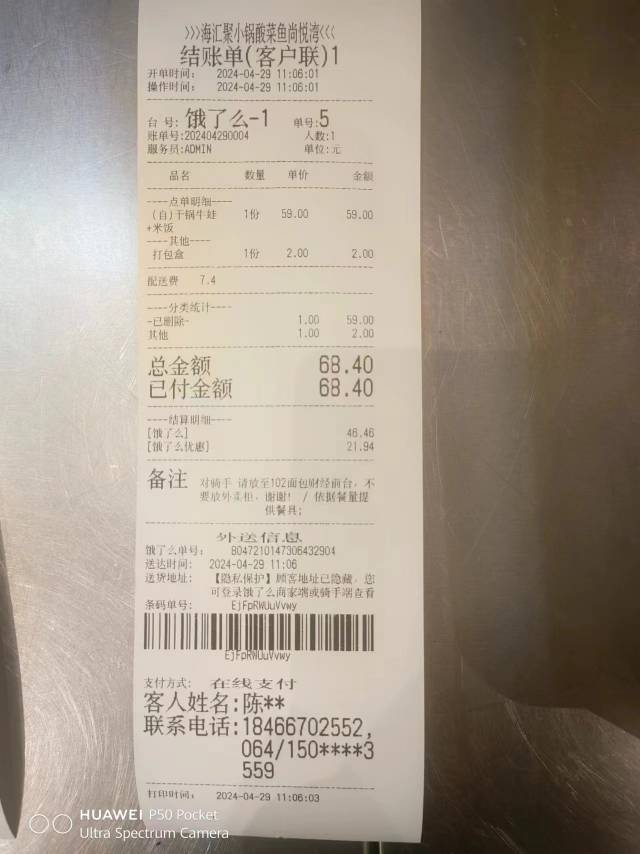 >>>海汇聚小锅酸菜鱼尚悦湾<<<
结账单(客户联)1
开单时间: 2024-04-29 11:06:01
操作时间: 2024-04-29 11:06:01
台 号: 饿了么-1 单号:5
账单号:202404290004 人数:1
服务员:ADMIN 单位:元
品名 数量 单价 金额
----点单明细----
(自)干锅牛蛙 1份 59.00 59.00
+米饭
----其他----
打包盒 1份 2.00 2.00
配送费 7.4
----分类统计----
-已删除- 1.00 59.00
其他 1.00 2.00
总金额 68.40
已付金额 68.40
----结算明细----
[饿了么] 46.46
[饿了么优惠] 21.94
备注 对骑手 请放至102面包财经前台，不
要放外卖柜，谢谢! / 依据餐量提
供餐具;
外送信息
饿了么单号: 8047210147306432904
送达时间: 2024-04-29 11:06
送货地址: 【隐私保护】顾客地址已隐藏，您
可登录饿了么商家端或骑手端查看
条码单号: EjFpRWUuVvwy
EjFpRWUuVvwy
支付方式: 在线支付
客人姓名:陈**
联系电话:18466702552,
064/150****3
559
打印时间: 2024-04-29 11:06:03
HUAWEI P50 Pocket
Ultra Spectrum Camera